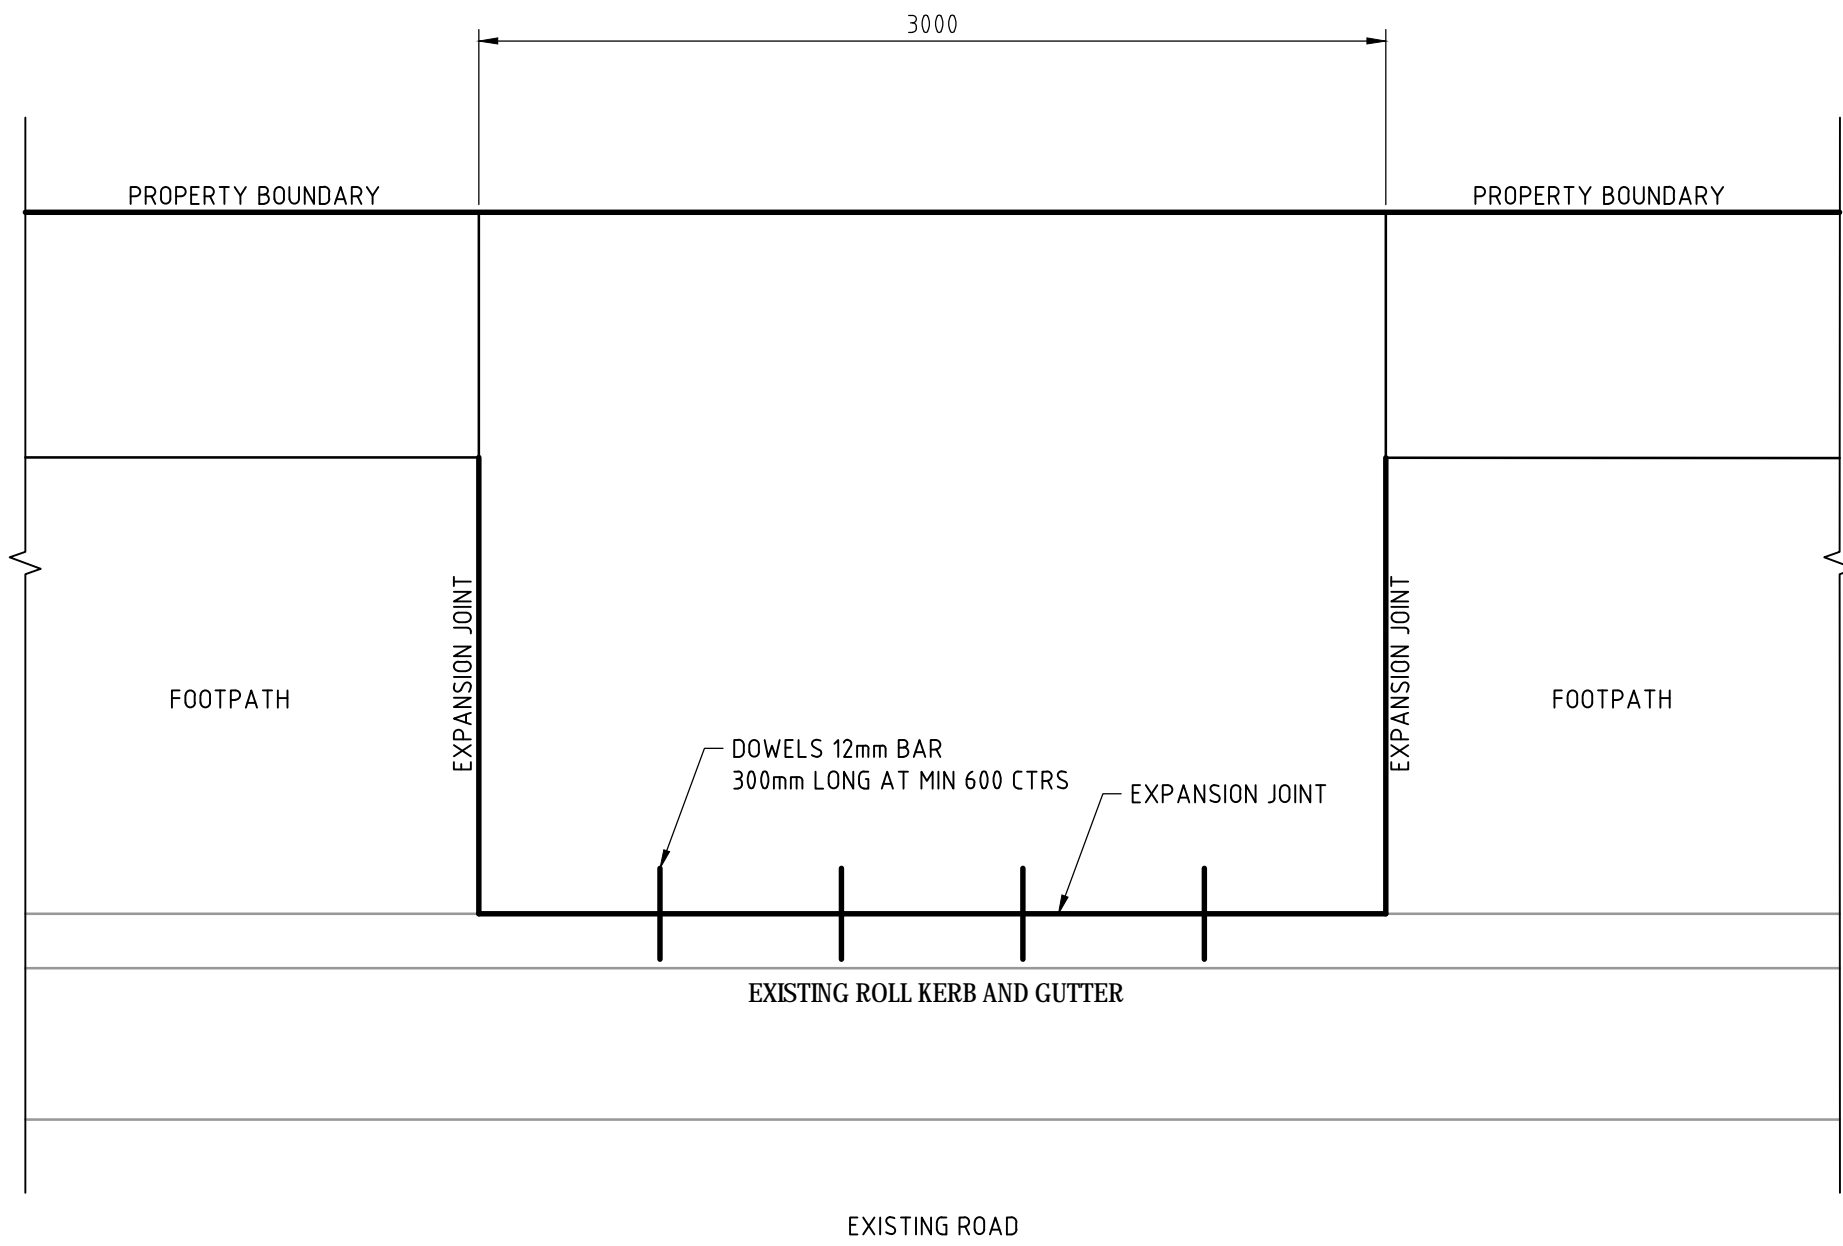 3000
PROPERTY BOUNDARY
PROPERTY BOUNDARY
EXPANSION JOINT
EXPANSION JOINT
FOOTPATH
FOOTPATH
DOWELS 12mm BAR
300mm LONG AT MIN 600 CTRS
EXPANSION JOINT
EXISTING ROLL KERB AND GUTTER
EXISTING ROAD